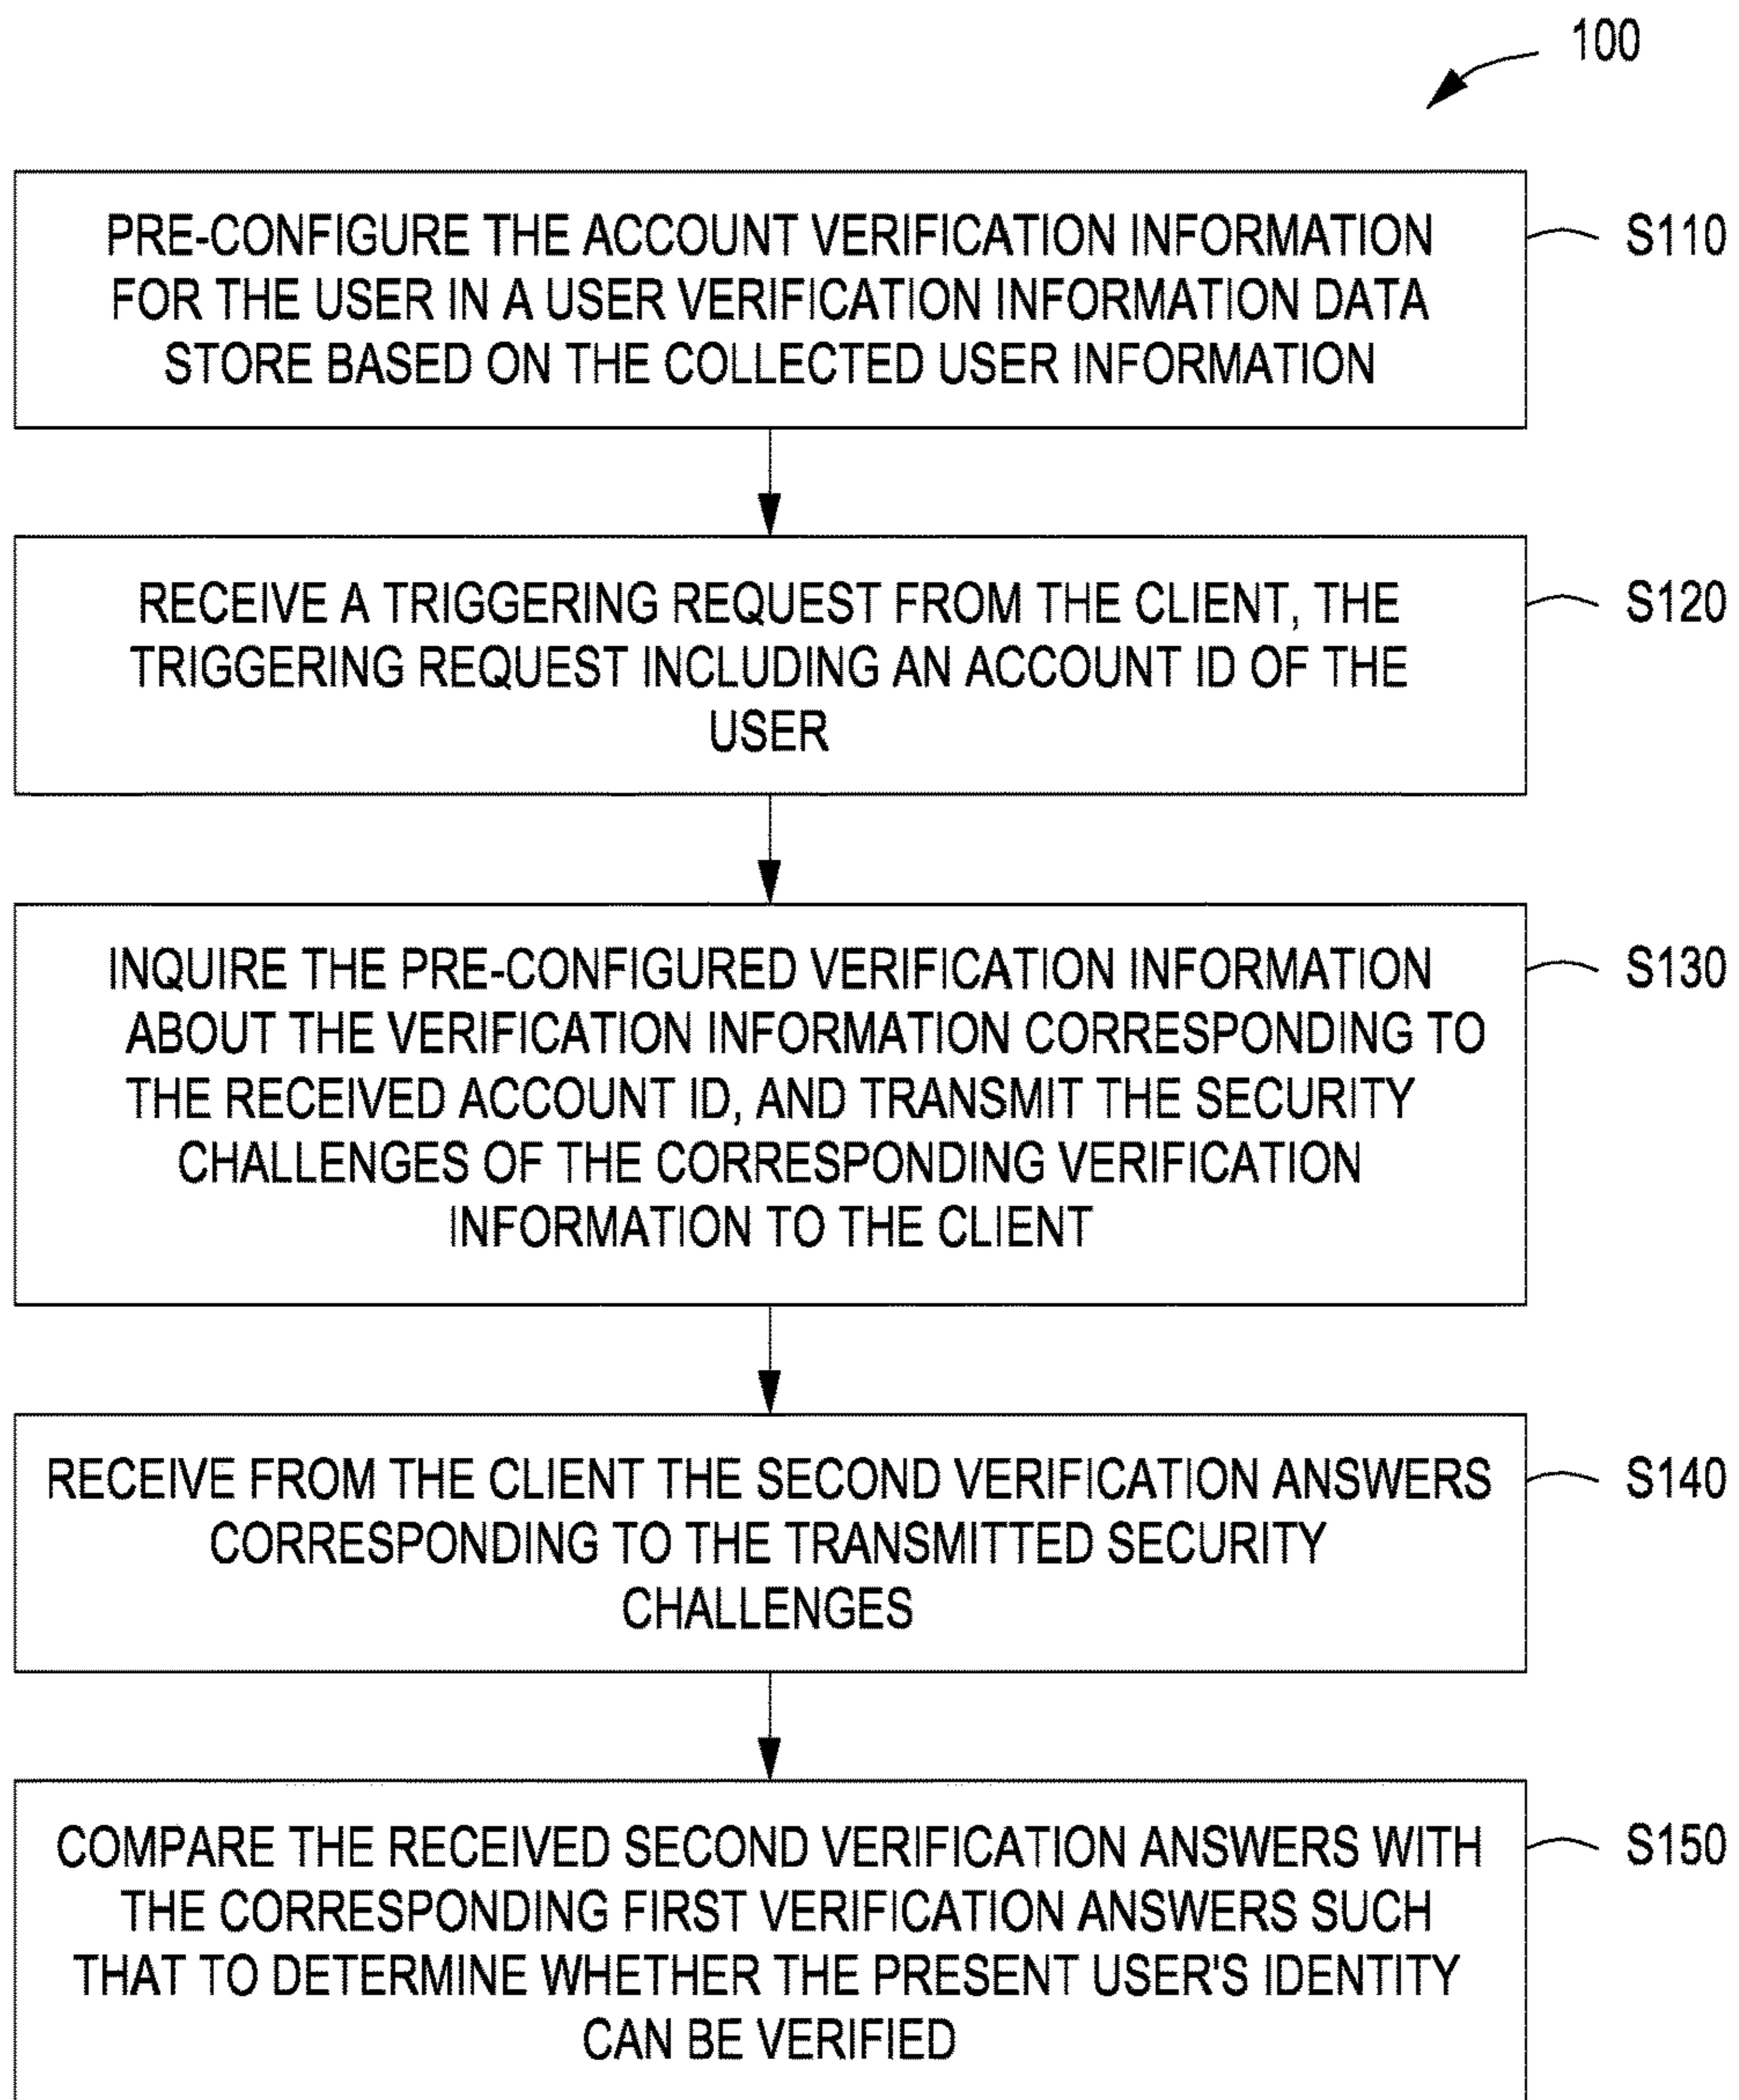 100
PRE-CONFIGURE THE ACCOUNT VERIFICATION INFORMATION
FOR THE USER IN A USER VERIFICATION INFORMATION DATA
STORE BASED ON THE COLLECTED USER INFORMATION
S110
RECEIVE A TRIGGERING REQUEST FROM THE CLIENT, THE
TRIGGERING REQUEST INCLUDING AN ACCOUNT ID OF THE
USER
S120
INQUIRE THE PRE-CONFIGURED VERIFICATION INFORMATION
ABOUT THE VERIFICATION INFORMATION CORRESPONDING TO
THE RECEIVED ACCOUNT ID, AND TRANSMIT THE SECURITY
CHALLENGES OF THE CORRESPONDING VERIFICATION
INFORMATION TO THE CLIENT
S130
RECEIVE FROM THE CLIENT THE SECOND VERIFICATION ANSWERS
CORRESPONDING TO THE TRANSMITTED SECURITY
CHALLENGES
S140
COMPARE THE RECEIVED SECOND VERIFICATION ANSWERS WITH
THE CORRESPONDING FIRST VERIFICATION ANSWERS SUCH
THAT TO DETERMINE WHETHER THE PRESENT USER'S IDENTITY
CAN BE VERIFIED
S150